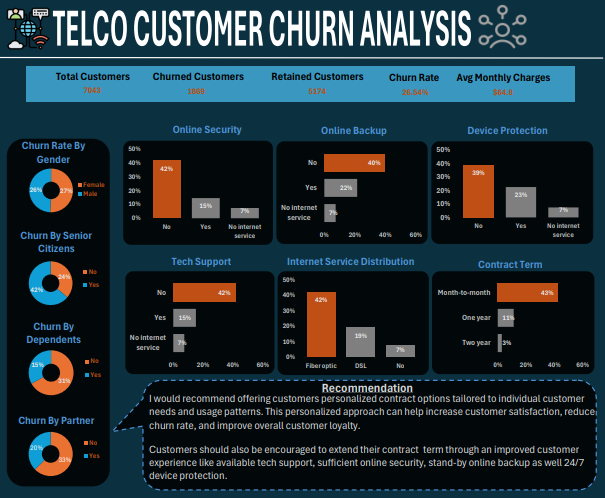 TELCO CUSTOMER CHURN ANALYSIS
Total Customers Churned Customers Retained Customers Churn Rate Avg Monthly Charges
7043 1869 5174 26.54% $64.8
Churn Rate By
Gender
26% 27%
Female
Male
Churn By Senior
Citizens
24%
42%
No
Yes
Churn By
Dependents
15%
31%
No
Yes
Churn By Partner
20%
33%
No
Yes
Online Security
50%
40%
30%
20%
10%
0%
42%
15%
7%
No Yes No internet
service
Online Backup
No 40%
Yes 22%
No internet
service
7%
0% 20% 40% 60%
Device Protection
50%
40%
30%
20%
10%
0%
39%
23%
7%
No Yes No internet
service
Tech Support
No 42%
Yes 15%
No internet
service
7%
0% 20% 40% 60%
Internet Service Distribution
50%
40%
30%
20%
10%
0%
42%
19%
7%
Fiber optic DSL No
Contract Term
Month-to-month 43%
One year 11%
Two year 3%
0% 20% 40% 60%
Recommendation
I would recommend offering customers personalized contract options tailored to individual customer
needs and usage patterns. This personalized approach can help increase customer satisfaction, reduce
churn rate, and improve overall customer loyalty.
Customers should also be encouraged to extend their contract term through an improved customer
experience like available tech support, sufficient online security, stand-by online backup as well 24/7
device protection.